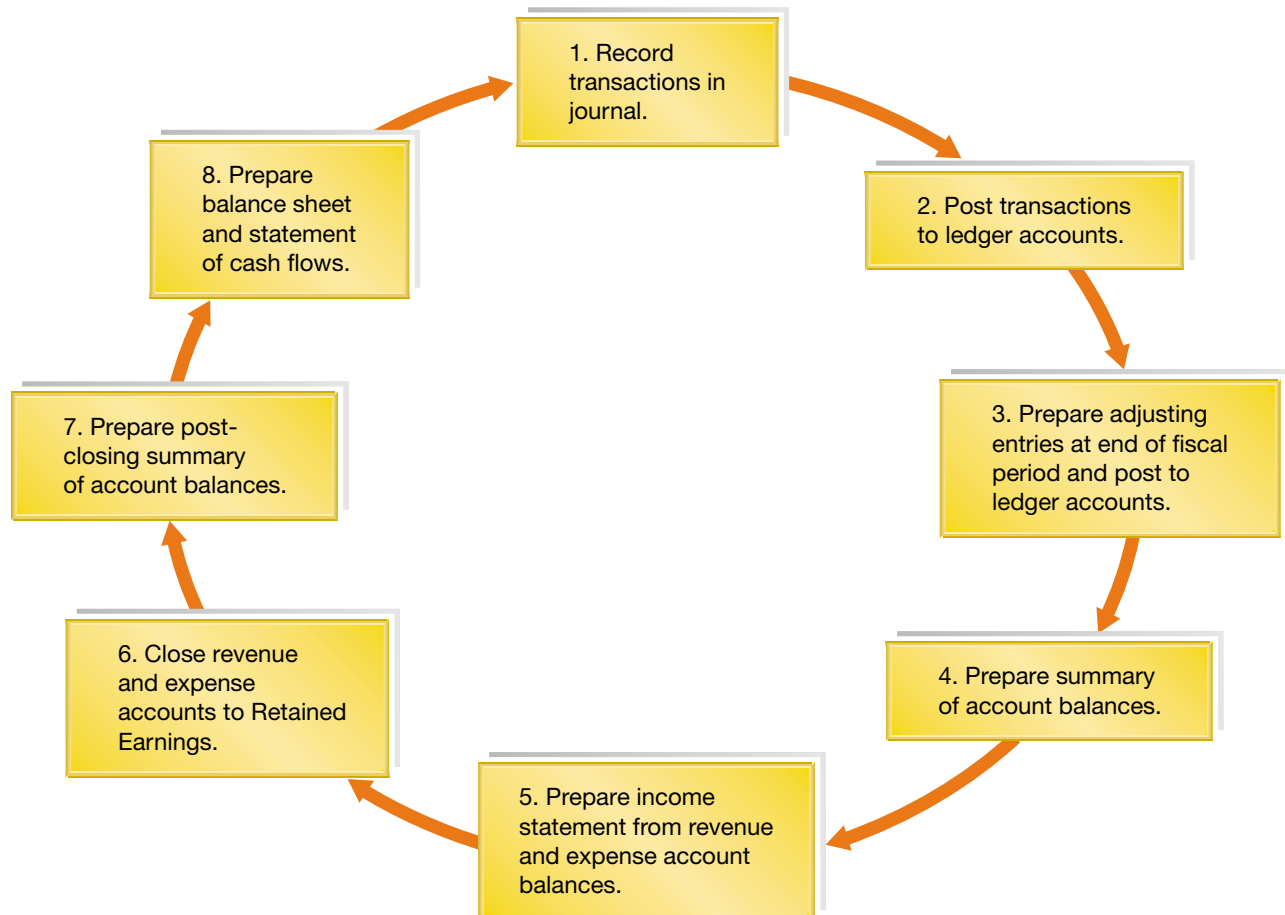 1. Record
transactions in
journal.
2. Post transactions
to ledger accounts.
3. Prepare adjusting
entries at end of fiscal
period and post to
ledger accounts.
4. Prepare summary
of account balances.
5. Prepare income
statement from revenue
and expense account
balances.
6. Close revenue
and expense
accounts to Retained
Earnings.
7. Prepare post-
closing summary
of account balances.
8. Prepare
balance sheet
and statement
of cash flows.